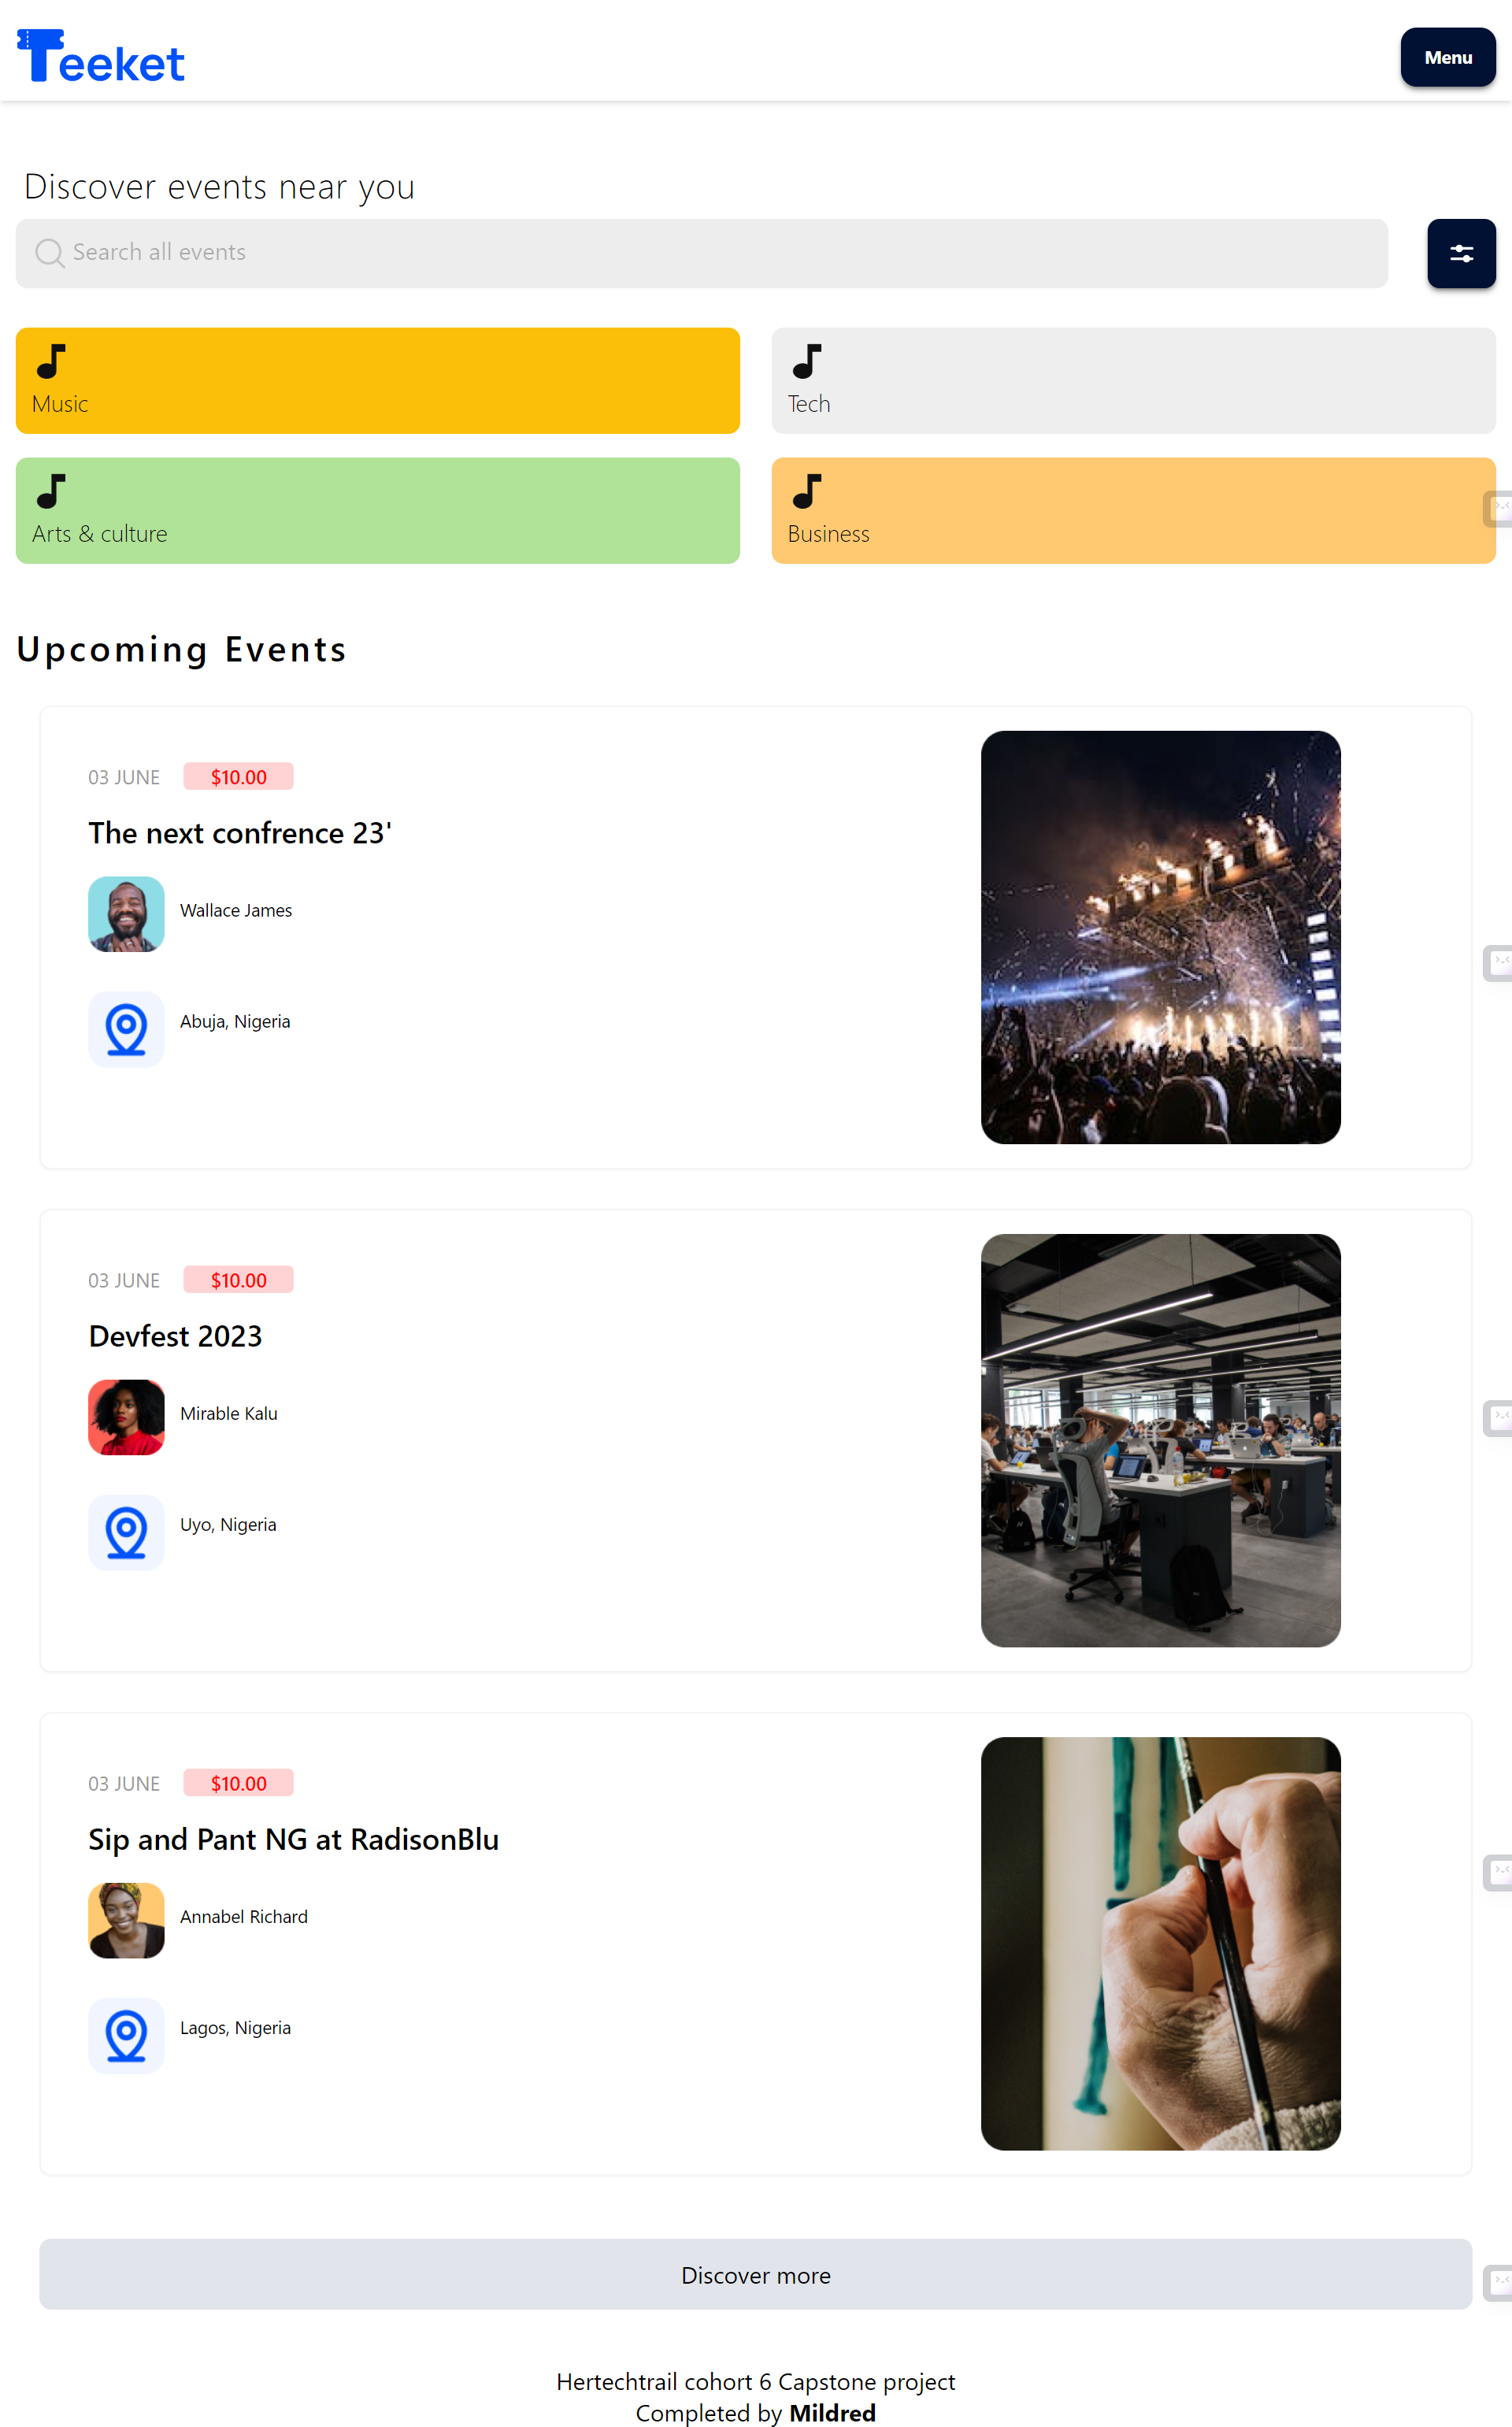 Teeket
Menu
Discover events near you
Search all events
Music
Tech
Arts & culture
Business
Upcoming Events
03 JUNE $10.00
The next confrence 23'
Wallace James
Abuja, Nigeria
03 JUNE $10.00
Devfest 2023
Mirable Kalu
Uyo, Nigeria
03 JUNE $10.00
Sip and Pant NG at RadisonBlu
Annabel Richard
Lagos, Nigeria
Discover more
Hertechtrail cohort 6 Capstone project
Completed by Mildred